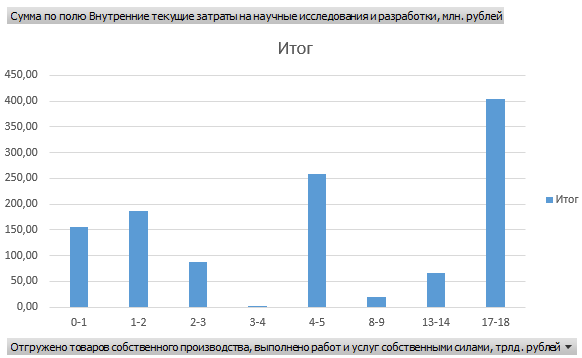 Сумма по полю Внутренние текущие затраты на научные исследования и разработки, млн. рублей
Итог
450,00
400,00
350,00
300,00
250,00
200,00
150,00
100,00
50,00
0,00
0-1 1-2 2-3 3-4 4-5 8-9 13-14 17-18
Итог
Отгружено товаров собственного производства, выполнено работ и услуг собственными силами, трлд. рублей